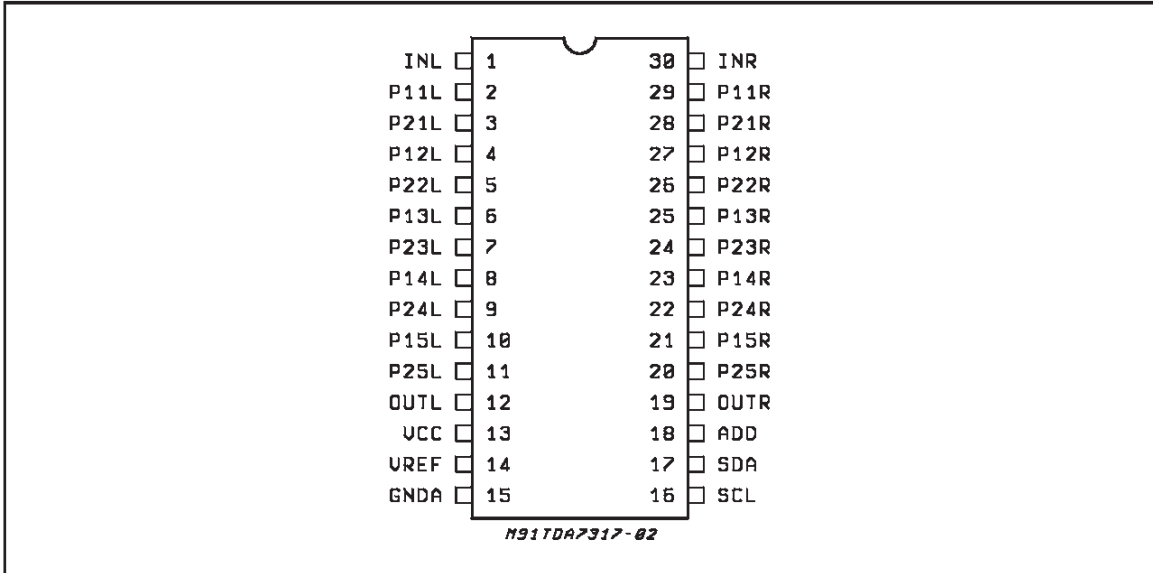 INL 1 30 INR
P11L 2 29 P11R
P21L 3 28 P21R
P12L 4 27 P12R
P22L 5 26 P22R
P13L 6 25 P13R
P23L 7 24 P23R
P14L 8 23 P14R
P24L 9 22 P24R
P15L 10 21 P15R
P25L 11 20 P25R
OUTL 12 19 OUTR
VCC 13 18 ADD
VREF 14 17 SDA
GNDA 15 16 SCL
M91TDA7317-02